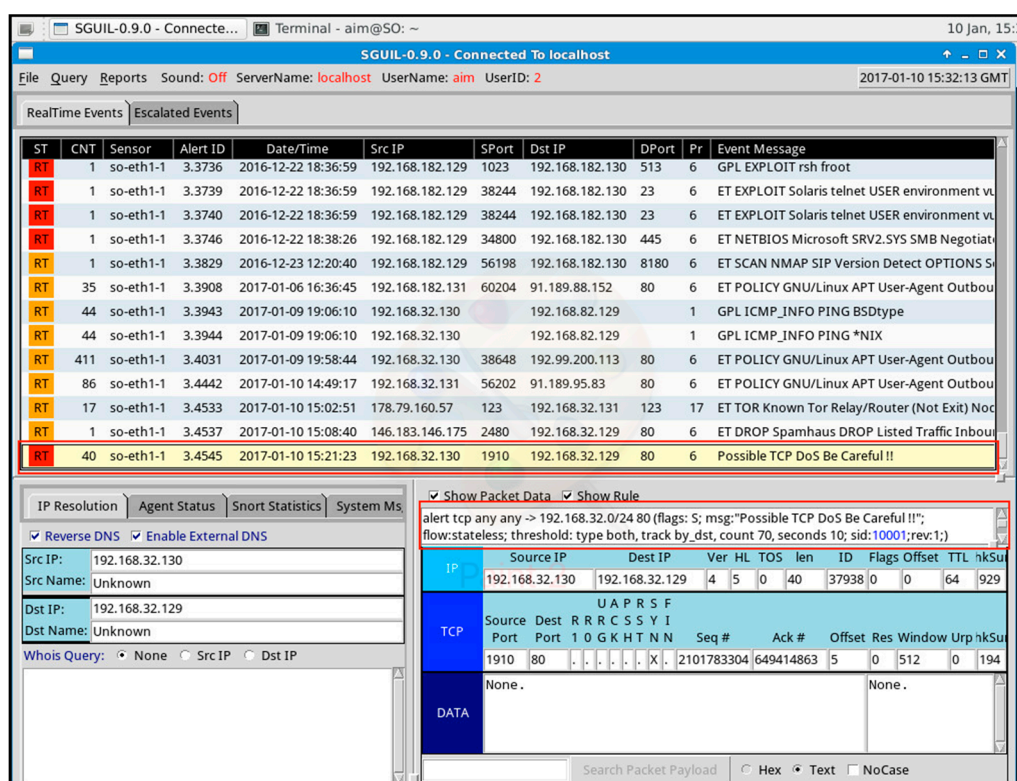 SGUIL-0.9.0 - Connecte... Terminal - aim@SO: ~ 10 Jan, 15:
SGUIL-0.9.0 - Connected To localhost
File Query Reports Sound: Off ServerName: localhost UserName: aim UserID: 2 2017-01-10 15:32:13 GMT
RealTime Events Escalated Events
ST CNT Sensor Alert ID Date/Time Src IP SPort Dst IP DPort Pr Event Message
RT 1 so-eth1-1 3.3736 2016-12-22 18:36:59 192.168.182.129 1023 192.168.182.130 513 6 GPL EXPLOIT rsh froot
RT 1 so-eth1-1 3.3739 2016-12-22 18:36:59 192.168.182.129 38244 192.168.182.130 23 6 ET EXPLOIT Solaris telnet USER environment vu
RT 1 so-eth1-1 3.3740 2016-12-22 18:36:59 192.168.182.129 38244 192.168.182.130 23 6 ET EXPLOIT Solaris telnet USER environment vu
RT 1 so-eth1-1 3.3746 2016-12-22 18:38:26 192.168.182.129 34800 192.168.182.130 445 6 ET NETBIOS Microsoft SRV2.SYS SMB Negotiat
RT 1 so-eth1-1 3.3829 2016-12-23 12:20:40 192.168.182.129 56198 192.168.182.130 8180 6 ET SCAN NMAP SIP Version Detect OPTIONS S
RT 35 so-eth1-1 3.3908 2017-01-06 16:36:45 192.168.182.131 60204 91.189.88.152 80 6 ET POLICY GNU/Linux APT User-Agent Outbou
RT 44 so-eth1-1 3.3943 2017-01-09 19:06:10 192.168.32.130 192.168.82.129 1 GPL ICMP_INFO PING BSDtype
RT 44 so-eth1-1 3.3944 2017-01-09 19:06:10 192.168.32.130 192.168.82.129 1 GPL ICMP_INFO PING *NIX
RT 411 so-eth1-1 3.4031 2017-01-09 19:58:44 192.168.32.130 38648 192.99.200.113 80 6 ET POLICY GNU/Linux APT User-Agent Outbou
RT 86 so-eth1-1 3.4442 2017-01-10 14:49:17 192.168.32.131 56202 91.189.95.83 80 6 ET POLICY GNU/Linux APT User-Agent Outbou
RT 17 so-eth1-1 3.4533 2017-01-10 15:02:51 178.79.160.57 123 192.168.32.131 123 17 ET TOR Known Tor Relay/Router (Not Exit) Noc
RT 1 so-eth1-1 3.4537 2017-01-10 15:08:40 146.183.146.175 2480 192.168.32.129 80 6 ET DROP Spamhaus DROP Listed Traffic Inbou
RT 40 so-eth1-1 3.4545 2017-01-10 15:21:23 192.168.32.130 1910 192.168.32.129 80 6 Possible TCP DoS Be Careful !!
IP Resolution Agent Status Snort Statistics System Ms
Reverse DNS Enable External DNS
Src IP: 192.168.32.130
Src Name: Unknown
Dst IP: 192.168.32.129
Dst Name: Unknown
Whois Query: None Src IP Dst IP
Show Packet Data Show Rule
alert tcp any any -> 192.168.32.0/24 80 (flags: S; msg:"Possible TCP DoS Be Careful !!";
flow:stateless; threshold: type both, track by_dst, count 70, seconds 10; sid:10001;rev:1;)
IP Source IP Dest IP Ver HL TOS len ID Flags Offset TTL hkSu
192.168.32.130 192.168.32.129 4 5 0 40 37938 0 0 64 929
TCP U A P R S F
Source Dest R R R C S S Y I
Port Port 1 0 G K H T N N Seq # Ack # Offset Res Window Urp hkSu
1910 80 . . . . . . X . 2101783304 649414863 5 0 512 0 194
DATA None. None.
Search Packet Payload Hex Text NoCase